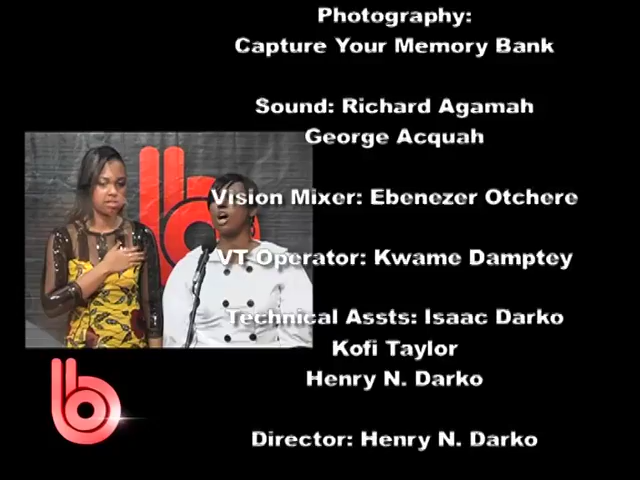 Photography:
Capture Your Memory Bank
Sound: Richard Agamah
George Acquah
Vision Mixer: Ebenezer Otchere
VT Operator: Kwame Damptey
Technical Assts: Isaac Darko
Kofi Taylor
Henry N. Darko
Director: Henry N. Darko